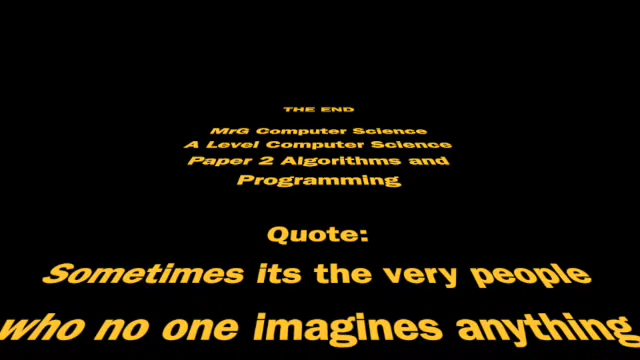 THE END
MrG Computer Science
A Level Computer Science
Paper 2 Algorithms and
Programming
Quote:
Sometimes its the very people
who no one imagines anything